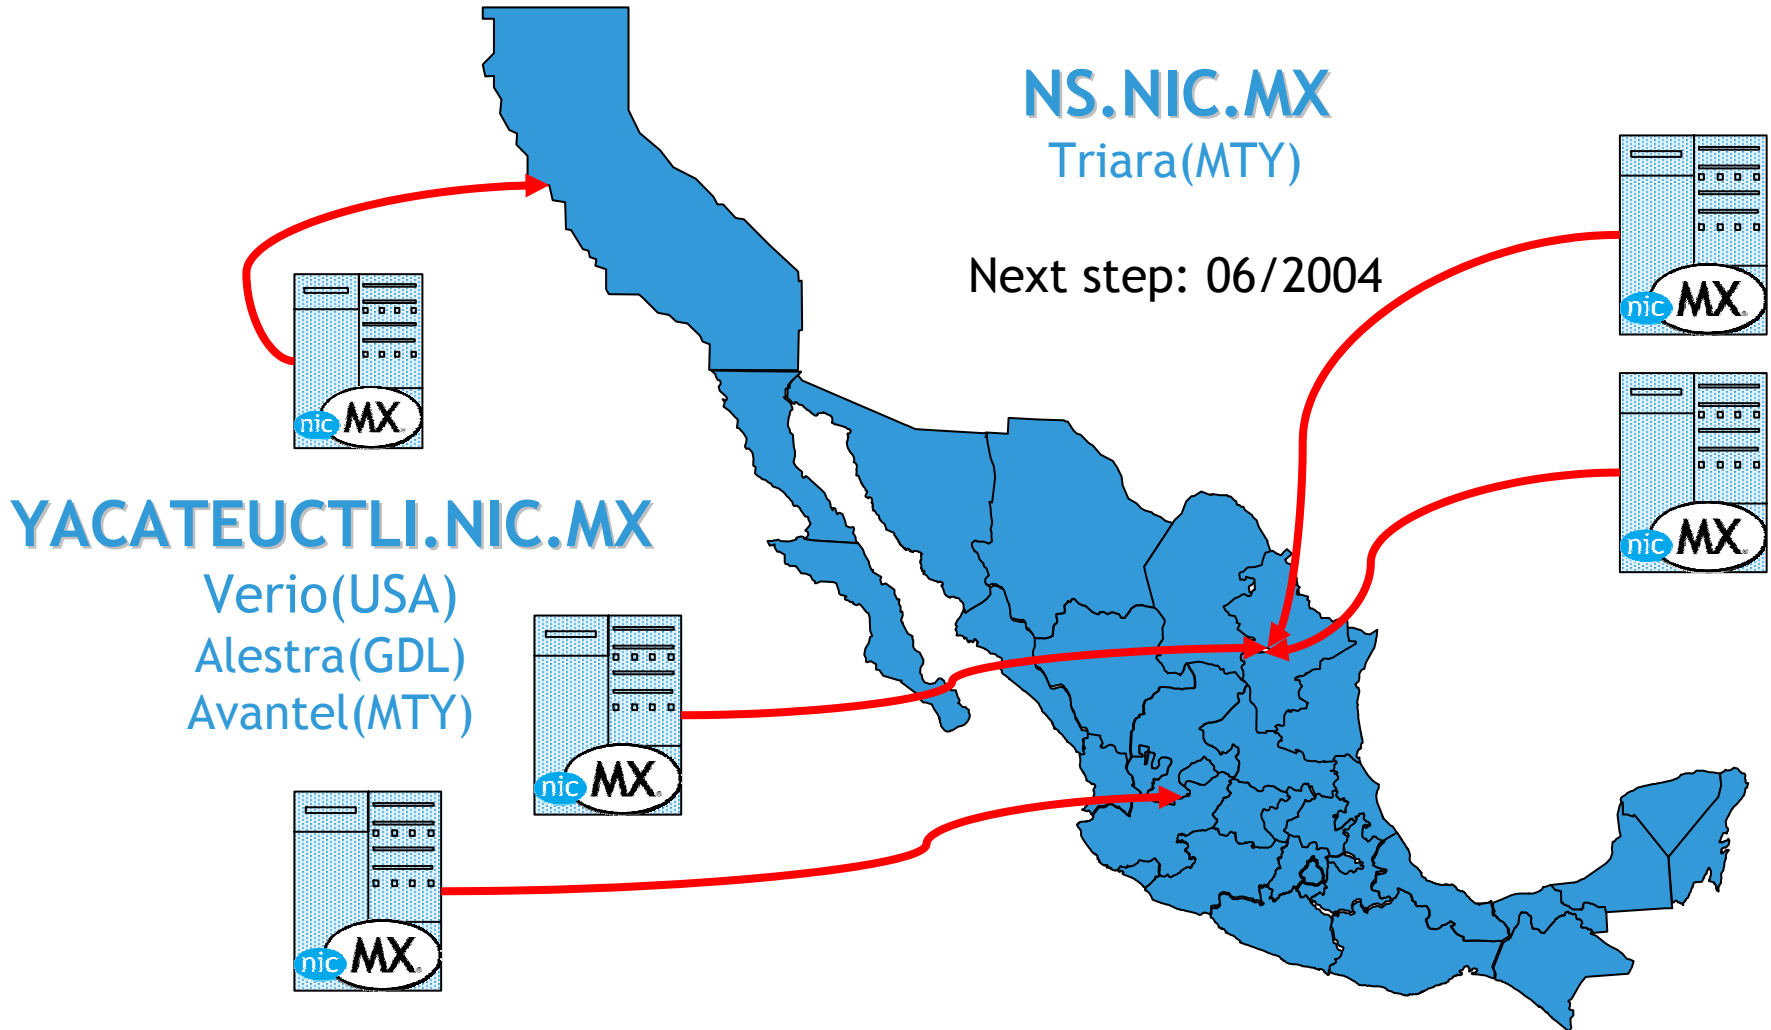 NS.NIC.MX
Triara(MTY)
Next step: 06/2004
nic MX®
nic MX®
nic MX®
YACATEUCTLI.NIC.MX
Verio(USA)
Alestra(GDL)
Avantel(MTY)
nic MX®
nic MX®